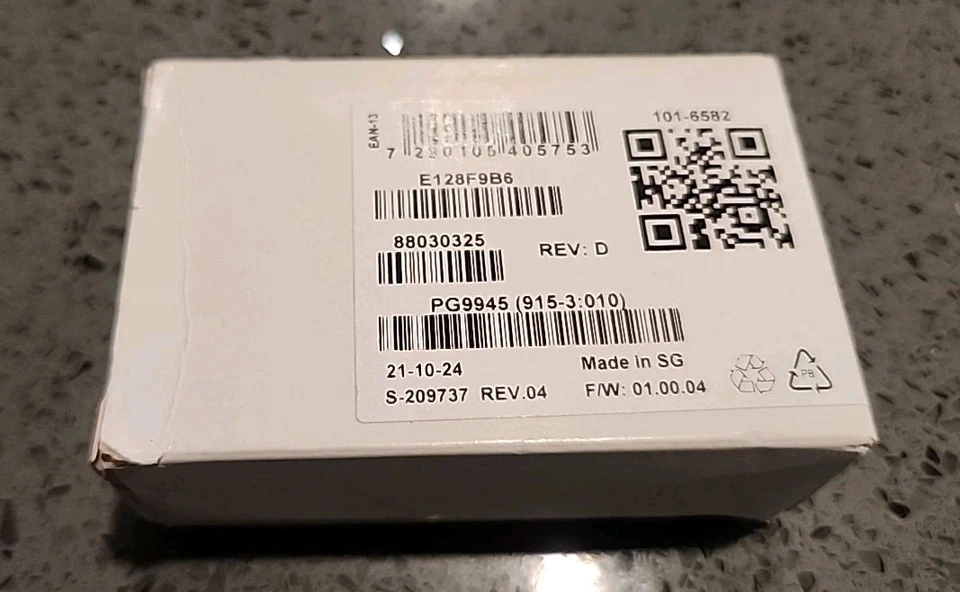 EAN-13
7 290105 405753
101-6582
E128F9B6
88030325
REV: D
PG9945 (915-3:010)
21-10-24
Made in SG
S-209737 REV.04
F/W: 01.00.04
PB